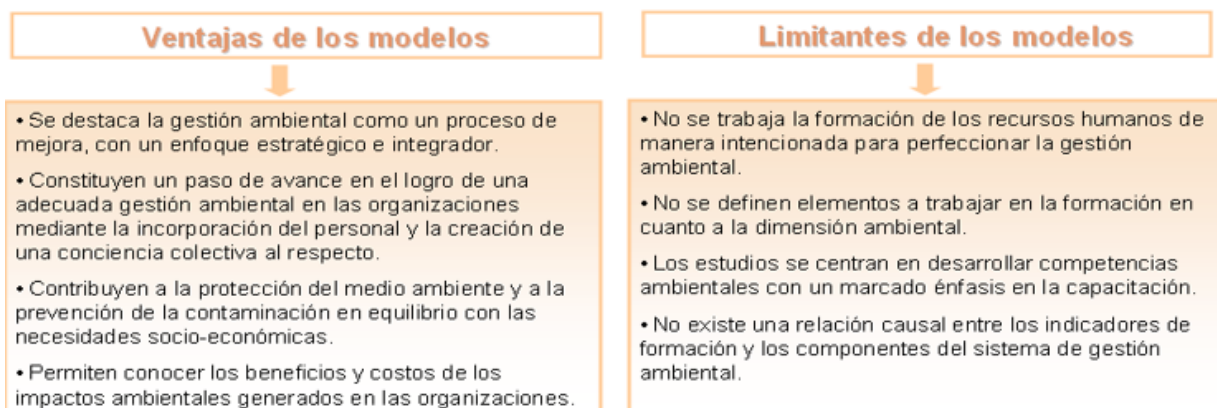 Ventajas de los modelos
• Se destaca la gestión ambiental como un proceso de
mejora, con un enfoque estratégico e integrador.
• Constituyen un paso de avance en el logro de una
adecuada gestión ambiental en las organizaciones
mediante la incorporación del personal y la creación de
una conciencia colectiva al respecto.
• Contribuyen a la protección del medio ambiente y a la
prevención de la contaminación en equilibrio con las
necesidades socio-económicas.
• Permiten conocer los beneficios y costos de los
impactos ambientales generados en las organizaciones.
Limitantes de los modelos
• No se trabaja la formación de los recursos humanos de
manera intencionada para perfeccionar la gestión
ambiental.
• No se definen elementos a trabajar en la formación en
cuanto a la dimensión ambiental.
• Los estudios se centran en desarrollar competencias
ambientales con un marcado énfasis en la capacitación.
• No existe una relación causal entre los indicadores de
formación y los componentes del sistema de gestión
ambiental.